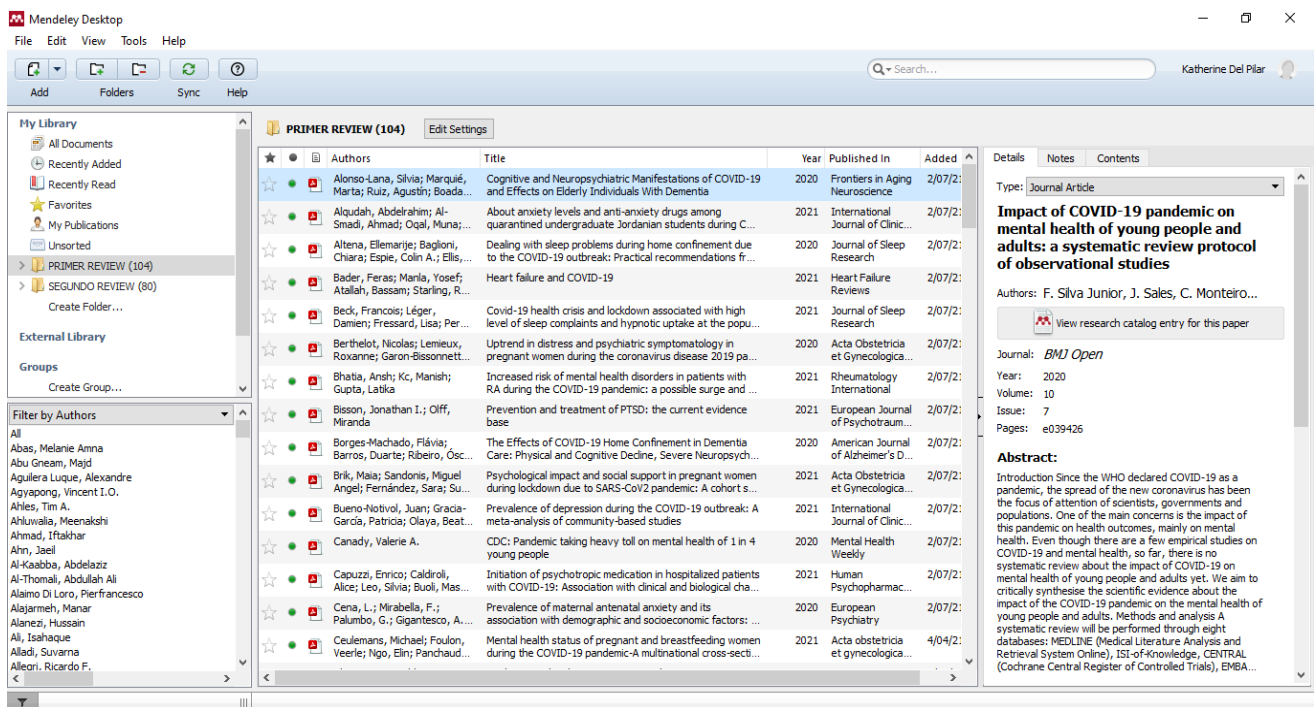 Mendeley Desktop
File Edit View Tools Help
Add Folders Sync Help
Search...
Katherine Del Pilar
My Library
All Documents
Recently Added
Recently Read
Favorites
My Publications
Unsorted
PRIMER REVIEW (104)
SEGUNDO REVIEW (80)
Create Folder...
External Library
Groups
Create Group...
Filter by Authors
All
Abas, Melanie Amna
Abu Gneam, Majd
Aguilera Luque, Alexandre
Agyapong, Vincent I.O.
Ahles, Tim A.
Ahluwalia, Meenakshi
Ahmad, Iftakhar
Ahn, Jaeil
Al-Kaabba, Abdelaziz
Al-Thomali, Abdullah Ali
Alaimo Di Loro, Pierfrancesco
Alajarmeh, Manar
Alanezi, Hussain
Ali, Isahaque
Alladi, Suvarna
Allegri, Ricardo F.
PRIMER REVIEW (104) Edit Settings
Authors Title Year Published In Added
Alonso-Lana, Silvia; Marquié, Cognitive and Neuropsychiatric Manifestations of COVID-19 2020 Frontiers in Aging 2/07/21
Marta; Ruiz, Agustín; Boada... and Effects on Elderly Individuals With Dementia Neuroscience
Alqudah, Abdelrahim; Al- About anxiety levels and anti-anxiety drugs among 2021 International 2/07/21
Smadi, Ahmad; Oqal, Muna;... quarantined undergraduate Jordanian students during C... Journal of Clinic...
Altena, Ellemarije; Baglioni, Dealing with sleep problems during home confinement due 2020 Journal of Sleep 2/07/21
Chiara; Espie, Colin A.; Ellis,... to the COVID-19 outbreak: Practical recommendations fr... Research
Bader, Feras; Manla, Yosef; Heart failure and COVID-19 2021 Heart Failure 2/07/21
Atallah, Bassam; Starling, R... Reviews
Beck, Francois; Léger, Covid-19 health crisis and lockdown associated with high 2021 Journal of Sleep 2/07/21
Damien; Fressard, Lisa; Per... level of sleep complaints and hypnotic uptake at the popu... Research
Berthelot, Nicolas; Lemieux, Uptrend in distress and psychiatric symptomatology in 2020 Acta Obstetricia 2/07/21
Roxanne; Garon-Bissonnett... pregnant women during the coronavirus disease 2019 pa... et Gynecologica...
Bhatia, Ansh; Kc, Manish; Increased risk of mental health disorders in patients with 2021 Rheumatology 2/07/21
Gupta, Latika RA during the COVID-19 pandemic: a possible surge and ... International
Bisson, Jonathan I.; Olff, Prevention and treatment of PTSD: the current evidence 2021 European Journal 2/07/21
Miranda base of Psychotraum...
Borges-Machado, Flávia; The Effects of COVID-19 Home Confinement in Dementia 2020 American Journal 2/07/21
Barros, Duarte; Ribeiro, Ósc... Care: Physical and Cognitive Decline, Severe Neuropsych... of Alzheimer's D...
Brik, Maia; Sandonis, Miguel Psychological impact and social support in pregnant women 2021 Acta Obstetricia 2/07/21
Angel; Fernández, Sara; Su... during lockdown due to SARS-CoV2 pandemic: A cohort s... et Gynecologica...
Bueno-Notivol, Juan; Gracia- Prevalence of depression during the COVID-19 outbreak: A 2021 International 2/07/21
García, Patricia; Olaya, Beat... meta-analysis of community-based studies Journal of Clinic...
Canady, Valerie A. CDC: Pandemic taking heavy toll on mental health of 1 in 4 2020 Mental Health 2/07/21
young people Weekly
Capuzzi, Enrico; Caldiroli, Initiation of psychotropic medication in hospitalized patients 2021 Human 2/07/21
Alice; Leo, Silvia; Buoli, Mas... with COVID-19: Association with clinical and biological cha... Psychopharmac...
Cena, L.; Mirabella, F.; Prevalence of maternal antenatal anxiety and its 2020 European 2/07/21
Palumbo, G.; Gigantesco, A.... association with demographic and socioeconomic factors: ... Psychiatry
Ceulemans, Michael; Foulon, Mental health status of pregnant and breastfeeding women 2021 Acta obstetricia 4/04/21
Veerle; Ngo, Elin; Panchaud... during the COVID-19 pandemic-A multinational cross-secti... et gynecologica...
Details Notes Contents
Type: Journal Article
Impact of COVID-19 pandemic on
mental health of young people and
adults: a systematic review protocol
of observational studies
Authors: F. Silva Junior, J. Sales, C. Monteiro...
View research catalog entry for this paper
Journal: BMJ Open
Year: 2020
Volume: 10
Issue: 7
Pages: e039426
Abstract:
Introduction Since the WHO declared COVID-19 as a
pandemic, the spread of the new coronavirus has been
the focus of attention of scientists, governments and
populations. One of the main concerns is the impact of
this pandemic on health outcomes, mainly on mental
health. Even though there are a few empirical studies on
COVID-19 and mental health, so far, there is no
systematic review about the impact of COVID-19 on
mental health of young people and adults yet. We aim to
critically synthesise the scientific evidence about the
impact of the COVID-19 pandemic on the mental health of
young people and adults. Methods and analysis A
systematic review will be performed through eight
databases: MEDLINE (Medical Literature Analysis and
Retrieval System Online), ISI-of-Knowledge, CENTRAL
(Cochrane Central Register of Controlled Trials), EMBA...